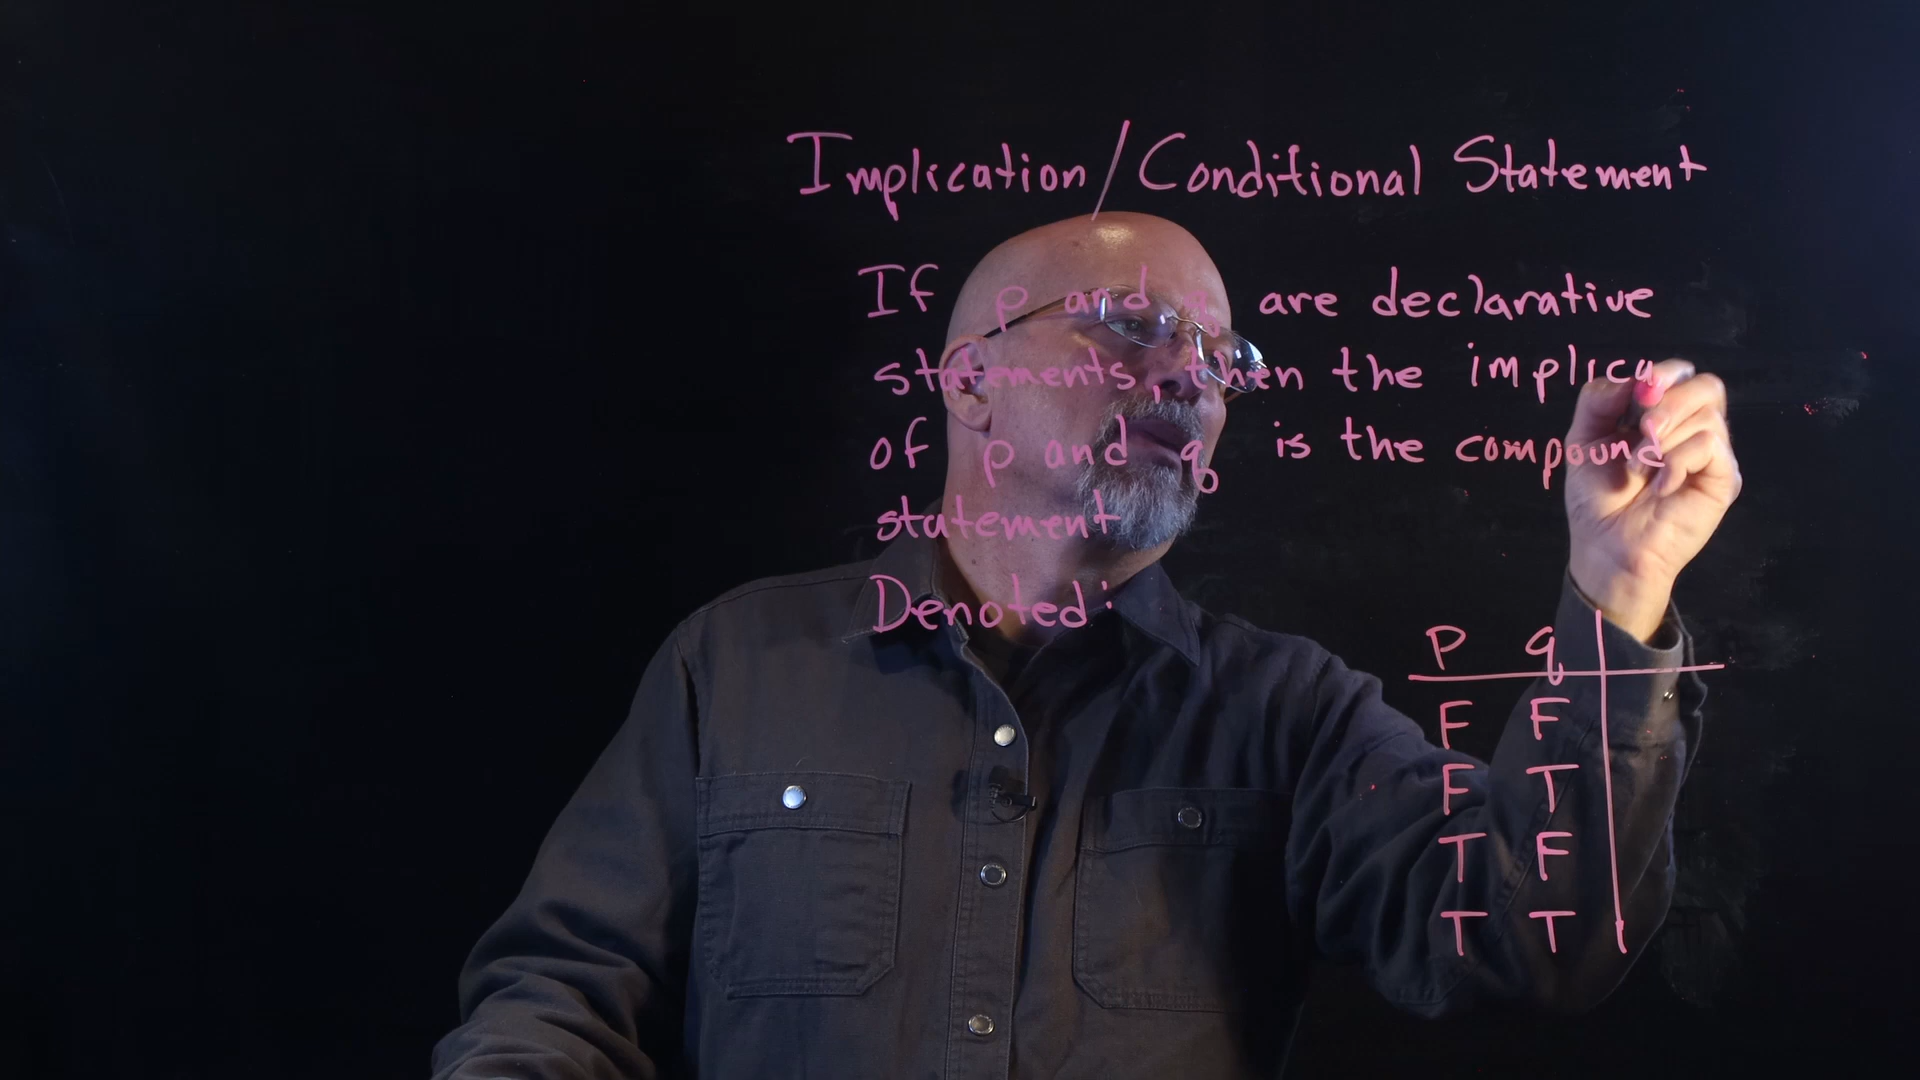 Implication/Conditional Statement
If p and q are declarative
statements, then the implica
of p and q is the compound
statement
Denoted:
p q
F F
F T
T F
T T